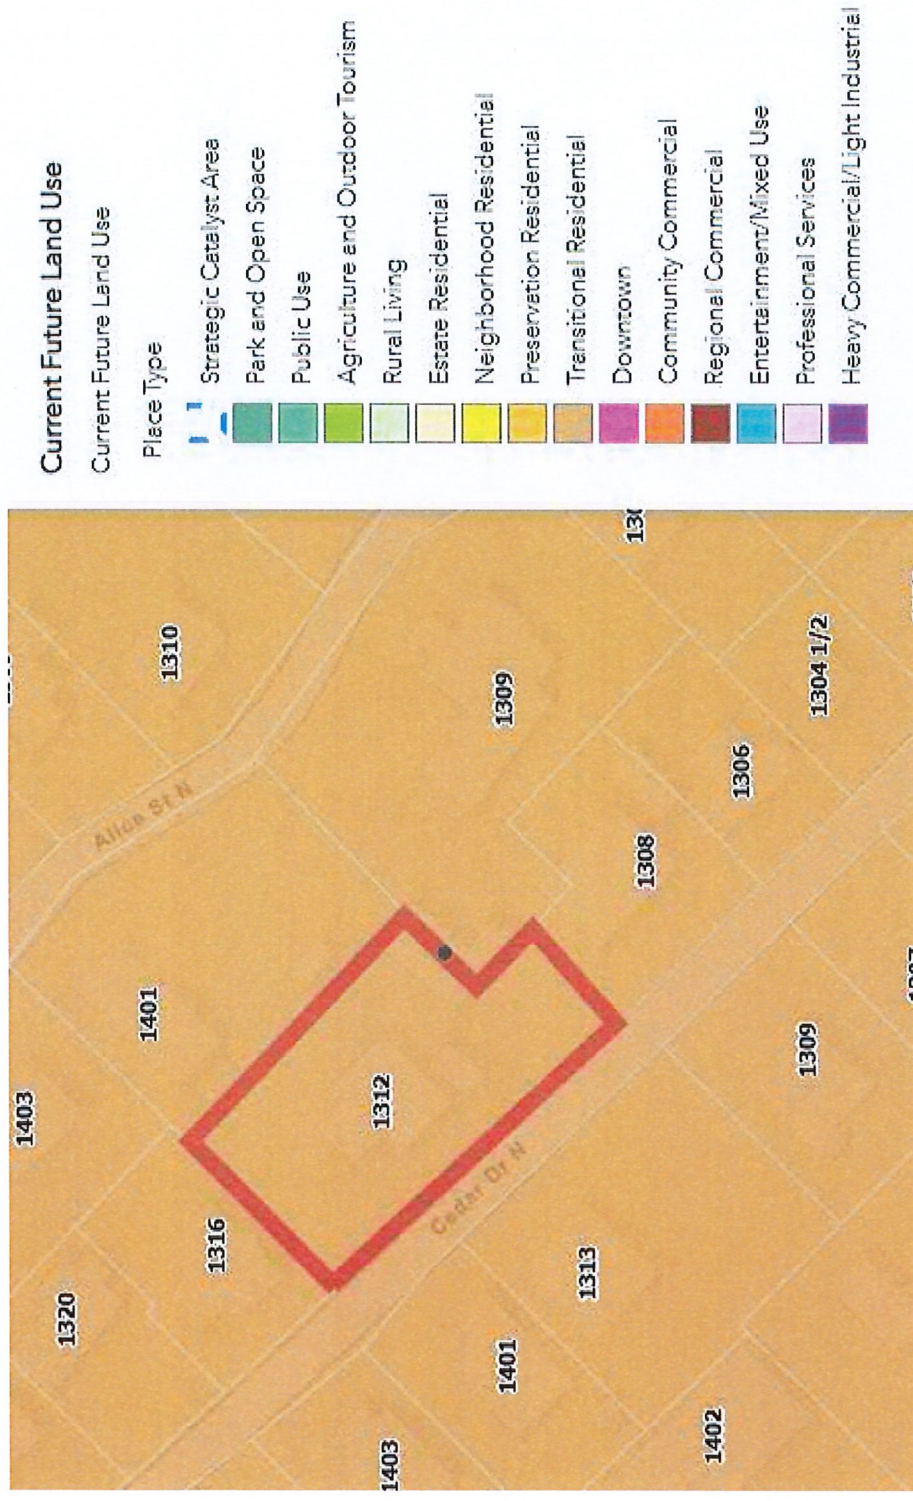 Current Future Land Use
Current Future Land Use
Place Type
Strategic Catalyst Area
Park and Open Space
Public Use
Agriculture and Outdoor Tourism
Rural Living
Estate Residential
Neighborhood Residential
Preservation Residential
Transitional Residential
Downtown
Community Commercial
Regional Commercial
Entertainment/Mixed Use
Professional Services
Heavy Commercial/Light Industrial
1403
1320
1401
1310
Alice St N
1316
1312
1309
1403
Cedar Dr N
1401
1313
1308
1306
1402
1309
1304 1/2